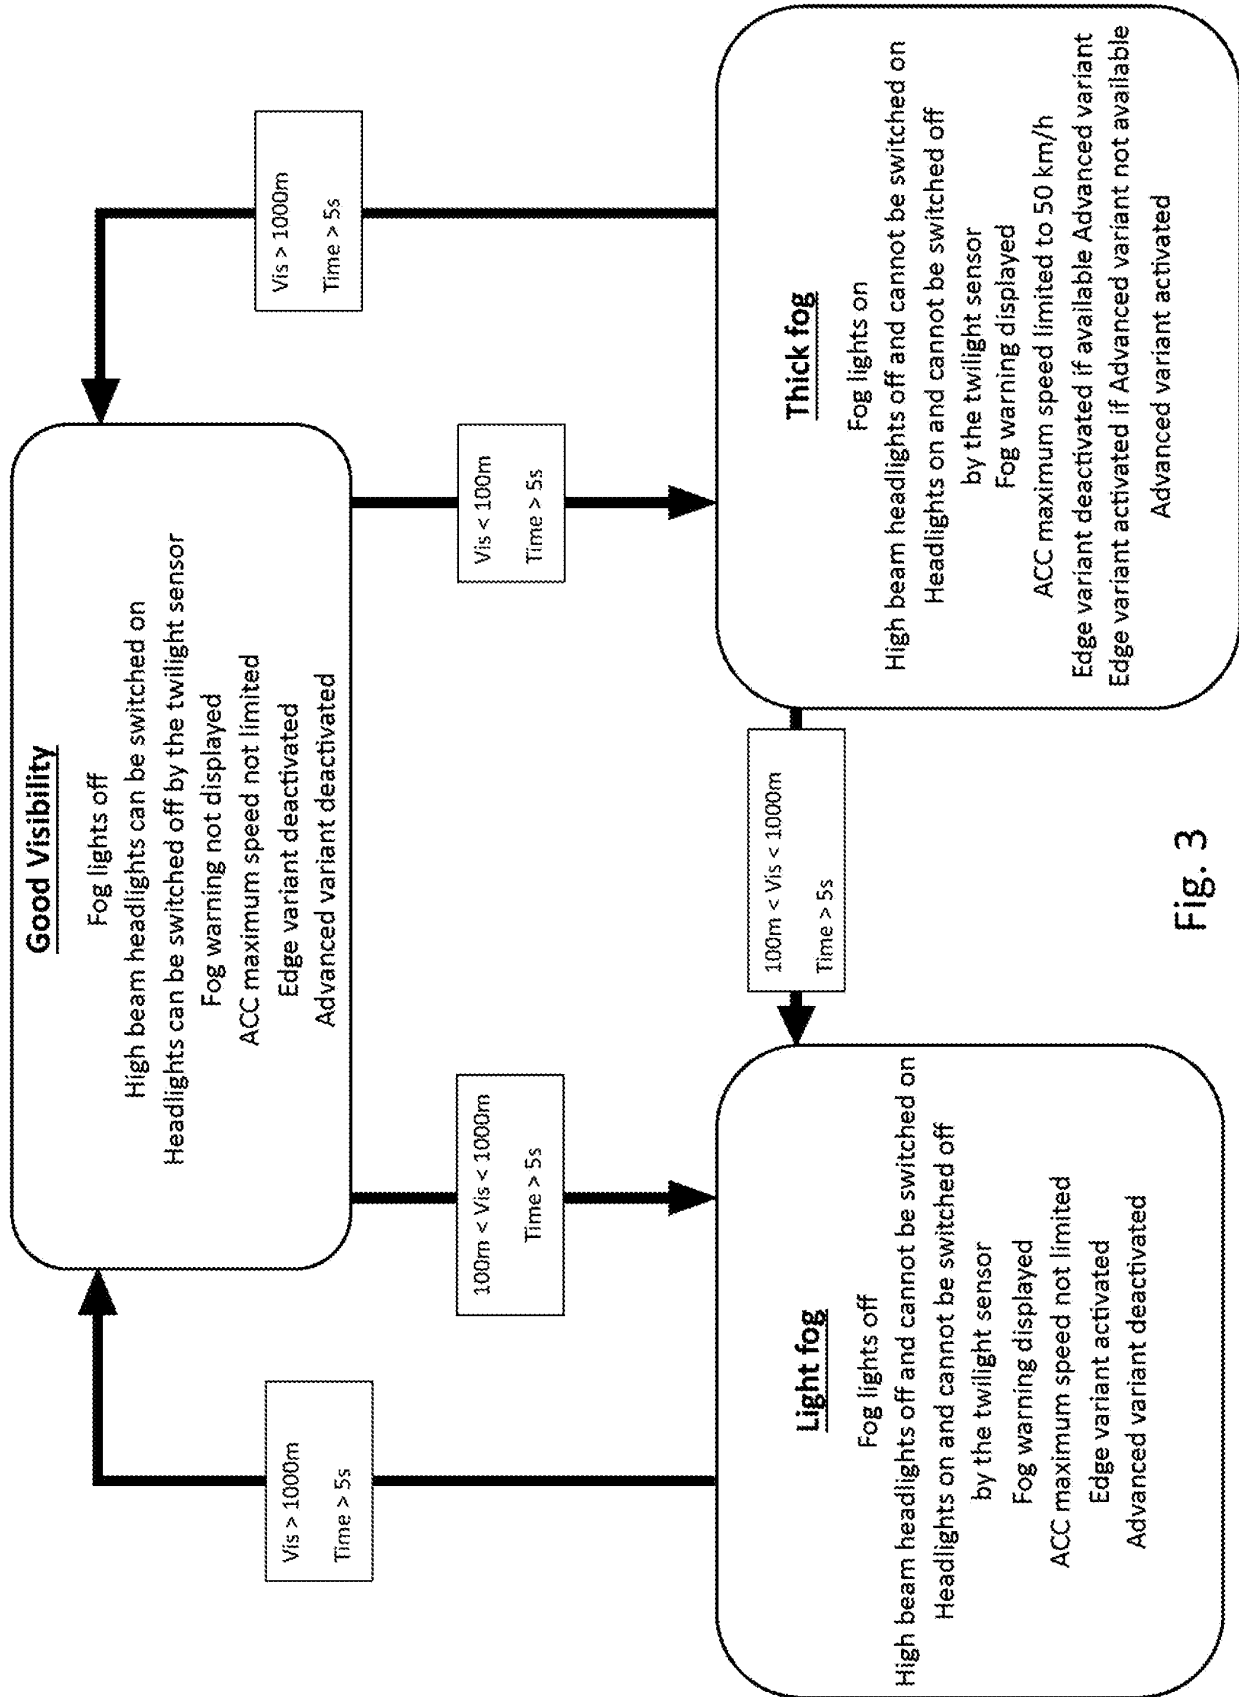 Good Visibility
Fog lights off
High beam headlights can be switched on
Headlights can be switched off by the twilight sensor
Fog warning not displayed
ACC maximum speed not limited
Edge variant deactivated
Advanced variant deactivated
Vis > 1000m
Time > 5s
100m < Vis < 1000m
Time > 5s
Vis < 100m
Time > 5s
Vis > 1000m
Time > 5s
Light fog
Fog lights off
High beam headlights off and cannot be switched on
Headlights on and cannot be switched off
by the twilight sensor
Fog warning displayed
ACC maximum speed not limited
Edge variant activated
Advanced variant deactivated
100m < Vis < 1000m
Time > 5s
Thick fog
Fog lights on
High beam headlights off and cannot be switched on
Headlights on and cannot be switched off
by the twilight sensor
Fog warning displayed
ACC maximum speed limited to 50 km/h
Edge variant deactivated if available Advanced variant
Edge variant activated if Advanced variant not available
Advanced variant activated
Fig. 3